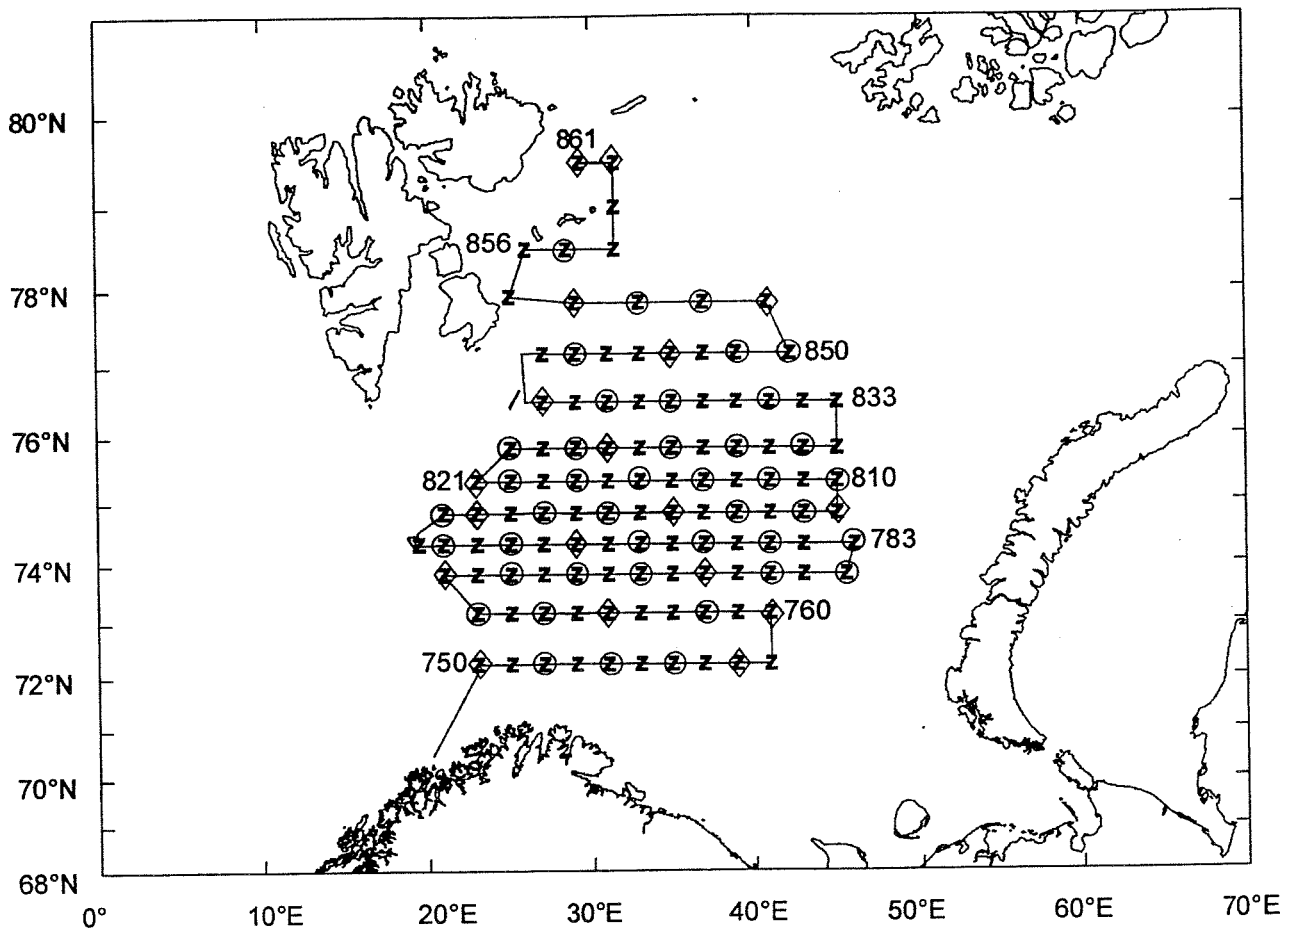 80°N
861
Z Z
Z
856 Z Z Z
78°N Z Z Z Z Z
Z Z Z Z Z Z Z Z 850
Z Z Z Z Z Z Z Z Z Z 833
76°N Z Z Z Z Z Z Z Z Z Z Z
821 Z Z Z Z Z Z Z Z Z Z Z Z 810
Z Z Z Z Z Z Z Z Z Z Z Z Z
Z Z Z Z Z Z Z Z Z Z Z Z Z Z 783
74°N Z Z Z Z Z Z Z Z Z Z Z Z Z
Z Z Z Z Z Z Z Z Z Z 760
750 Z Z Z Z Z Z Z Z Z Z
72°N
70°N
68°N
0° 10°E 20°E 30°E 40°E 50°E 60°E 70°E